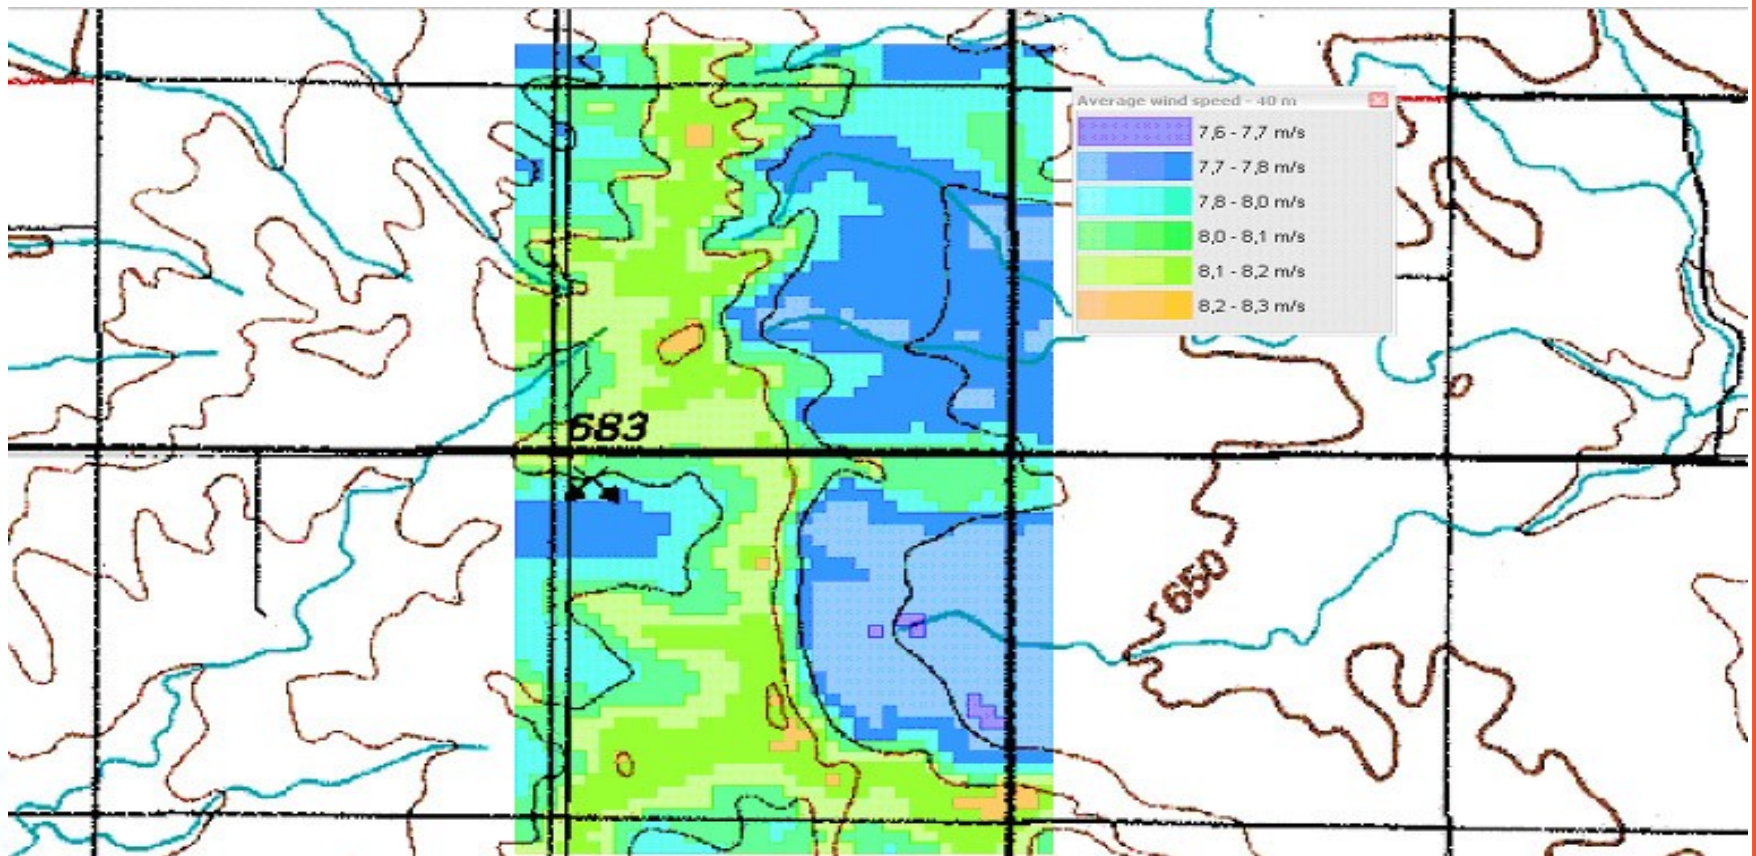 Average wind speed - 40 m
7,6 - 7,7 m/s
7,7 - 7,8 m/s
7,8 - 8,0 m/s
8,0 - 8,1 m/s
8,1 - 8,2 m/s
8,2 - 8,3 m/s
683
650